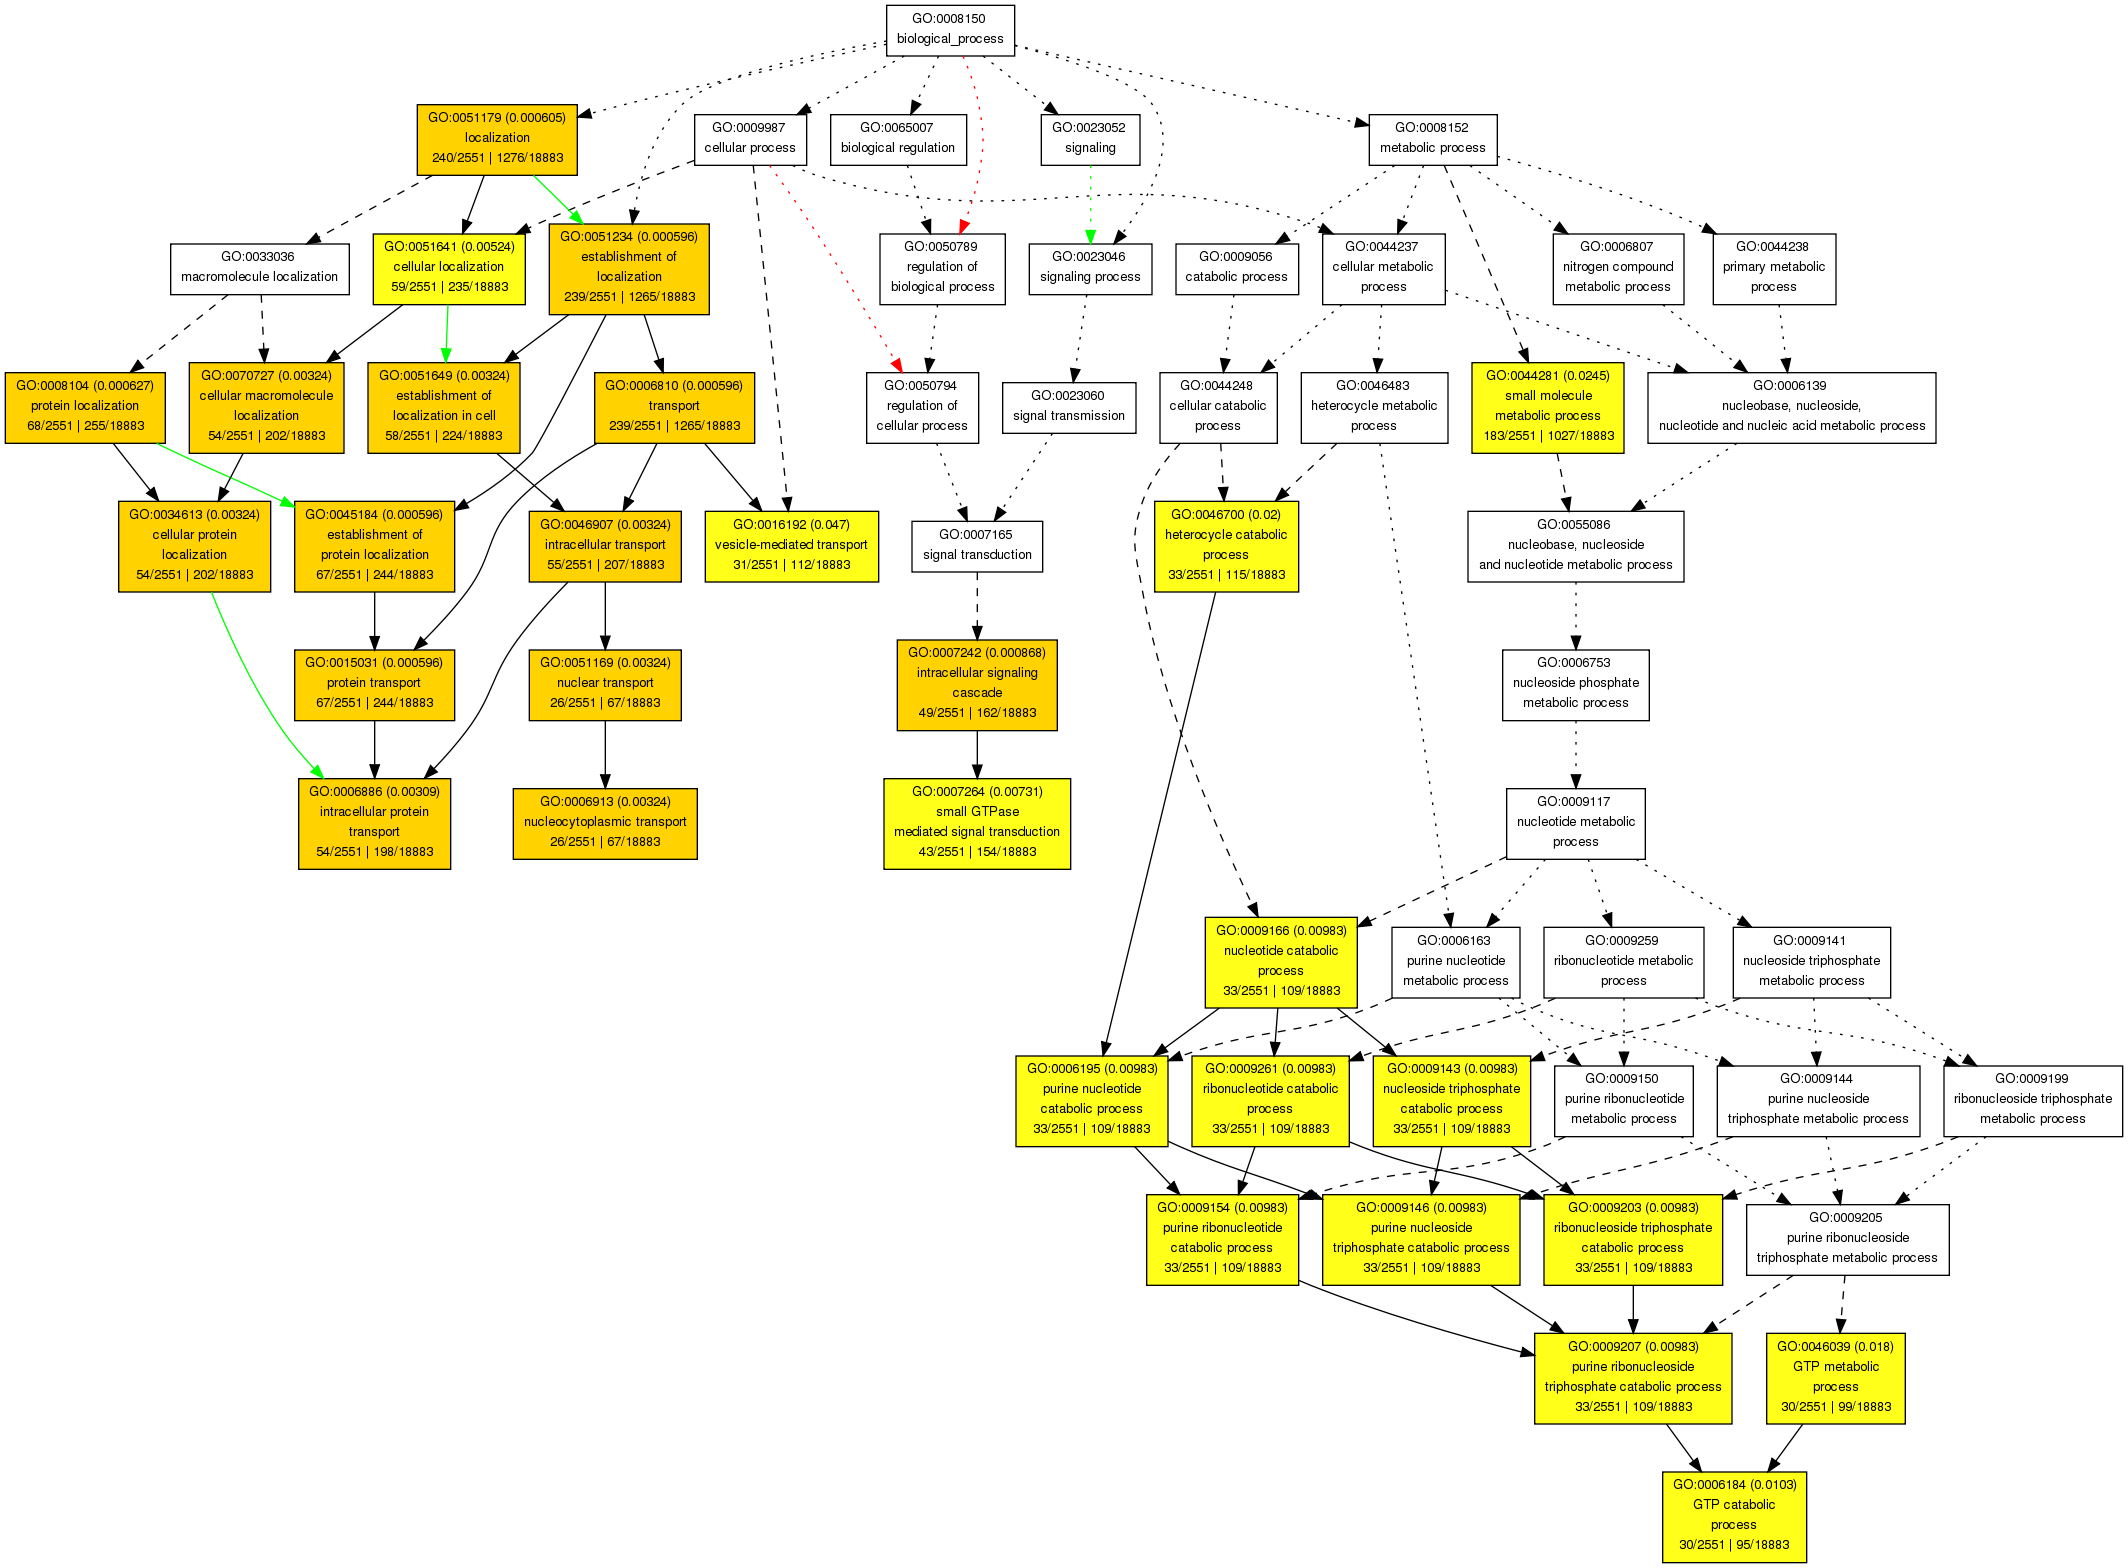 GO:0008150
biological_process
GO:0051179 (0.000605)
localization
240/2551 | 1276/18883
GO:0009987
cellular process
GO:0065007
biological regulation
GO:0023052
signaling
GO:0008152
metabolic process
GO:0033036
macromolecule localization
GO:0051641 (0.00524)
cellular localization
59/2551 | 235/18883
GO:0051234 (0.000596)
establishment of
localization
239/2551 | 1265/18883
GO:0050789
regulation of
biological process
GO:0023046
signaling process
GO:0009056
catabolic process
GO:0044237
cellular metabolic
process
GO:0006807
nitrogen compound
metabolic process
GO:0044238
primary metabolic
process
GO:0008104 (0.000627)
protein localization
68/2551 | 255/18883
GO:0070727 (0.00324)
cellular macromolecule
localization
54/2551 | 202/18883
GO:0051649 (0.00324)
establishment of
localization in cell
58/2551 | 224/18883
GO:0006810 (0.000596)
transport
239/2551 | 1265/18883
GO:0050794
regulation of
cellular process
GO:0023060
signal transmission
GO:0044248
cellular catabolic
process
GO:0046483
heterocycle metabolic
process
GO:0044281 (0.0245)
small molecule
metabolic process
183/2551 | 1027/18883
GO:0006139
nucleobase, nucleoside,
nucleotide and nucleic acid metabolic process
GO:0034613 (0.00324)
cellular protein
localization
54/2551 | 202/18883
GO:0045184 (0.000596)
establishment of
protein localization
67/2551 | 244/18883
GO:0046907 (0.00324)
intracellular transport
55/2551 | 207/18883
GO:0016192 (0.047)
vesicle-mediated transport
31/2551 | 112/18883
GO:0007165
signal transduction
GO:0046700 (0.02)
heterocycle catabolic
process
33/2551 | 115/18883
GO:0055086
nucleobase, nucleoside
and nucleotide metabolic process
GO:0015031 (0.000596)
protein transport
67/2551 | 244/18883
GO:0051169 (0.00324)
nuclear transport
26/2551 | 67/18883
GO:0007242 (0.000868)
intracellular signaling
cascade
49/2551 | 162/18883
GO:0006753
nucleoside phosphate
metabolic process
GO:0006886 (0.00309)
intracellular protein
transport
54/2551 | 198/18883
GO:0006913 (0.00324)
nucleocytoplasmic transport
26/2551 | 67/18883
GO:0007264 (0.00731)
small GTPase
mediated signal transduction
43/2551 | 154/18883
GO:0009117
nucleotide metabolic
process
GO:0009166 (0.00983)
nucleotide catabolic
process
33/2551 | 109/18883
GO:0006163
purine nucleotide
metabolic process
GO:0009259
ribonucleotide metabolic
process
GO:0009141
nucleoside triphosphate
metabolic process
GO:0006195 (0.00983)
purine nucleotide
catabolic process
33/2551 | 109/18883
GO:0009261 (0.00983)
ribonucleotide catabolic
process
33/2551 | 109/18883
GO:0009143 (0.00983)
nucleoside triphosphate
catabolic process
33/2551 | 109/18883
GO:0009150
purine ribonucleotide
metabolic process
GO:0009144
purine nucleoside
triphosphate metabolic process
GO:0009199
ribonucleoside triphosphate
metabolic process
GO:0009154 (0.00983)
purine ribonucleotide
catabolic process
33/2551 | 109/18883
GO:0009146 (0.00983)
purine nucleoside
triphosphate catabolic process
33/2551 | 109/18883
GO:0009203 (0.00983)
ribonucleoside triphosphate
catabolic process
33/2551 | 109/18883
GO:0009205
purine ribonucleoside
triphosphate metabolic process
GO:0009207 (0.00983)
purine ribonucleoside
triphosphate catabolic process
33/2551 | 109/18883
GO:0046039 (0.018)
GTP metabolic
process
30/2551 | 99/18883
GO:0006184 (0.0103)
GTP catabolic
process
30/2551 | 95/18883